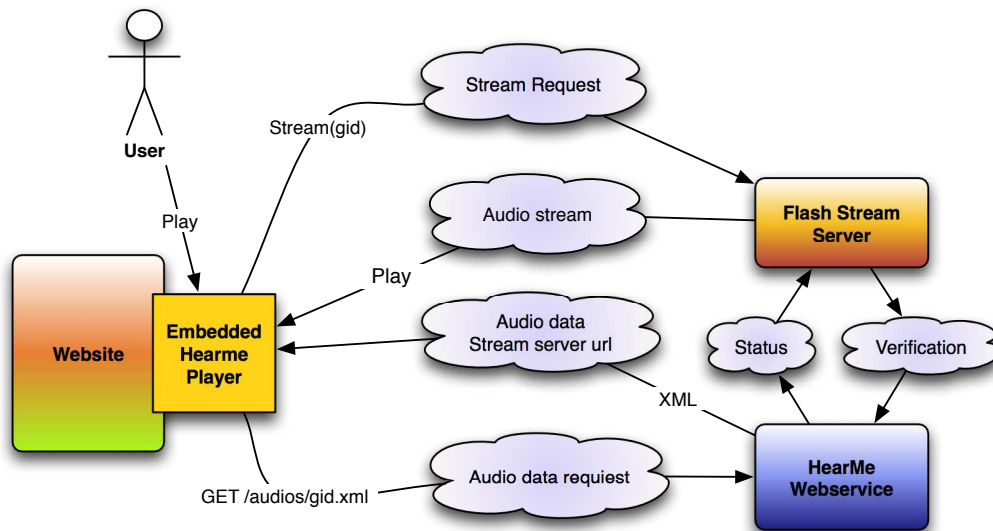 Stream Request
Stream(gid)
User
Play
Audio stream
Flash Stream
Server
Play
Website
Embedded
Hearme
Player
Audio data
Stream server url
Status
Verification
XML
GET /audios/gid.xml
Audio data requiest
HearMe
Webservice